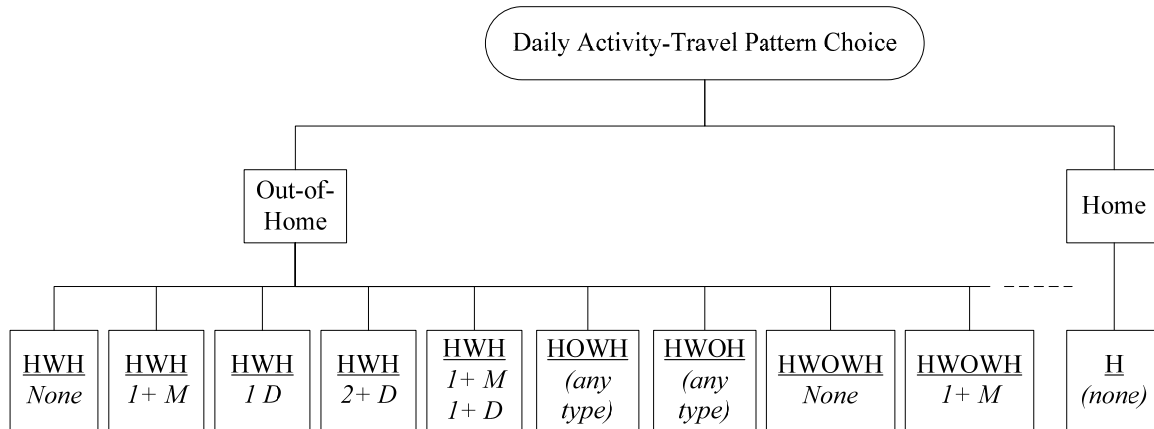 Daily Activity-Travel Pattern Choice
Out-of-
Home
Home
HWH
None
HWH
1+ M
HWH
1 D
HWH
2+ D
HWH
1+ M
1+ D
HOWH
(any
type)
HWOH
(any
type)
HWOWH
None
HWOWH
1+ M
H
(none)